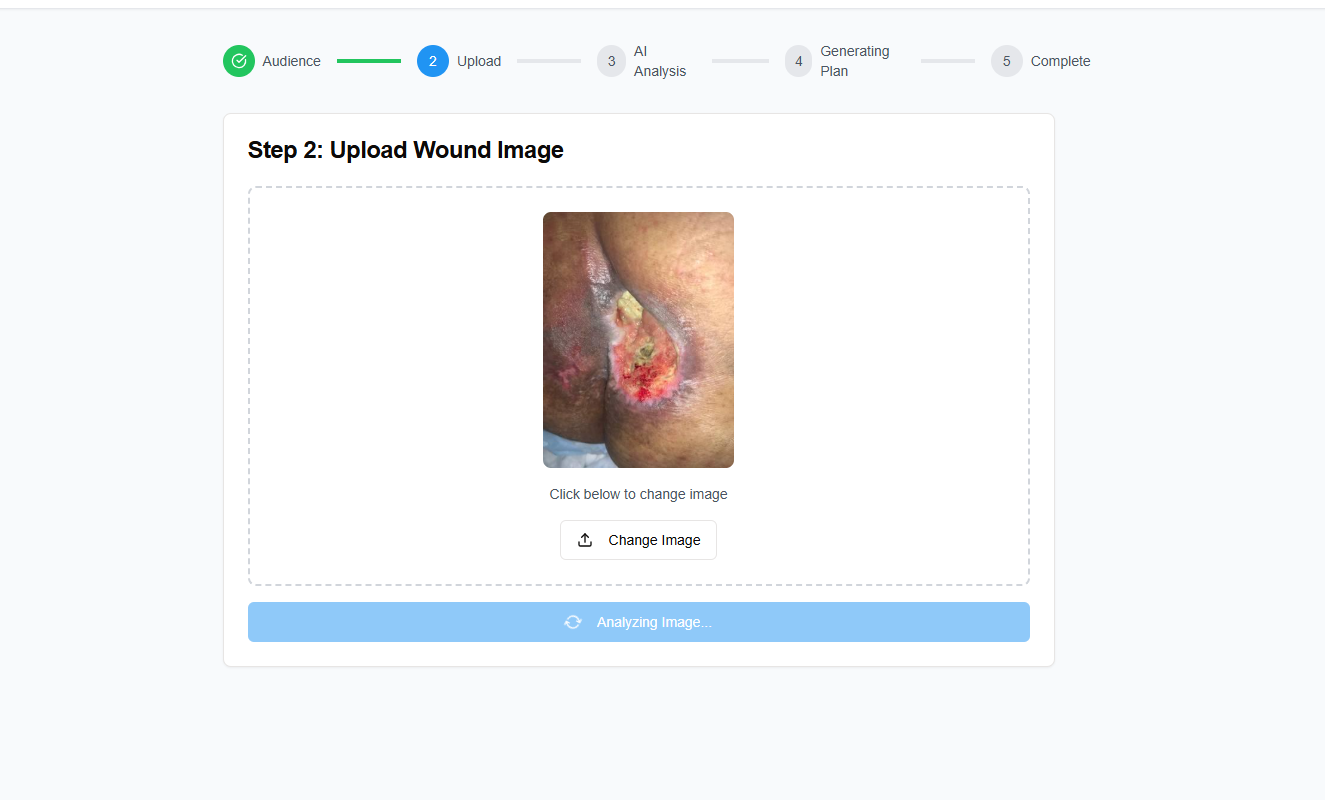 Audience
2
Upload
3
AI
Analysis
4
Generating
Plan
5
Complete
Step 2: Upload Wound Image
Click below to change image
Change Image
Analyzing Image...